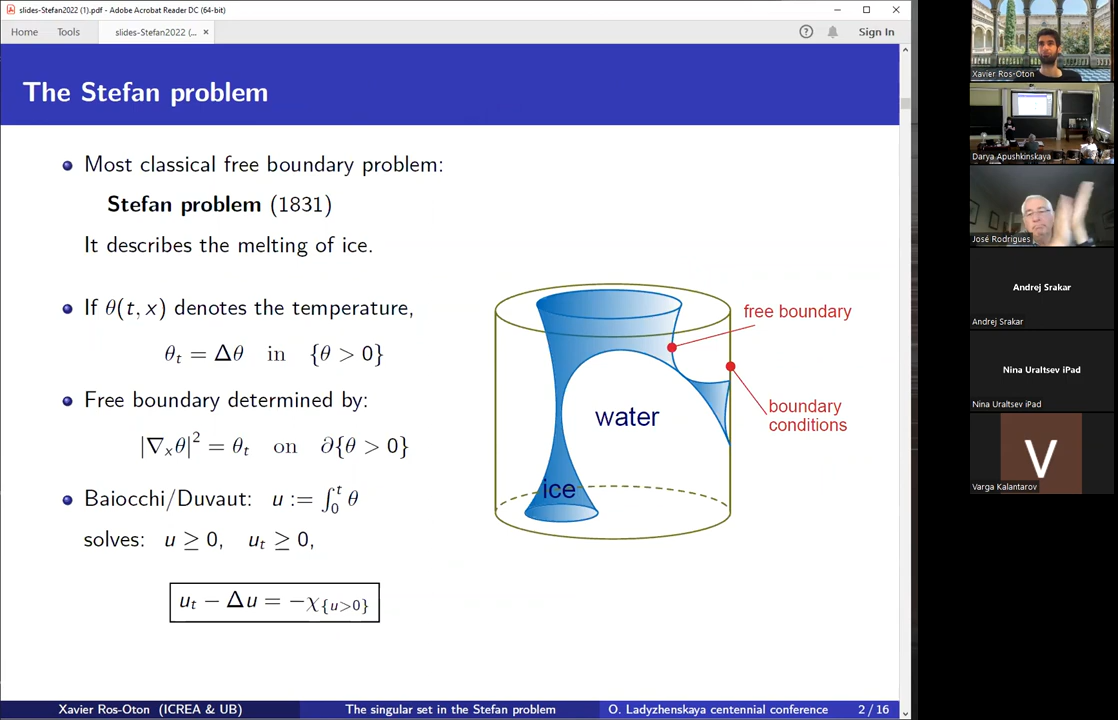 slides-Stefan2022 (1).pdf - Adobe Acrobat Reader DC (64-bit)
Home Tools slides-Stefan2022 (... × Sign In
The Stefan problem
Most classical free boundary problem:
Stefan problem (1831)
It describes the melting of ice.
If θ(t, x) denotes the temperature,
θₜ = Δθ in {θ > 0}
Free boundary determined by:
|∇ₓθ|² = θₜ on ∂{θ > 0}
Baiocchi/Duvaut: u := ∫₀ᵗ θ
solves: u ≥ 0, uₜ ≥ 0,
uₜ − Δu = −χ_{u>0}
free boundary
water
boundary
conditions
ice
Xavier Ros-Oton (ICREA & UB) The singular set in the Stefan problem O. Ladyzhenskaya centennial conference 2 / 16
Xavier Ros-Oton
Darya Apushkinskaya
José Rodrigues
Andrej Srakar
Andrej Srakar
Nina Uraltsev iPad
Nina Uraltsev iPad
V
Varga Kalantarov